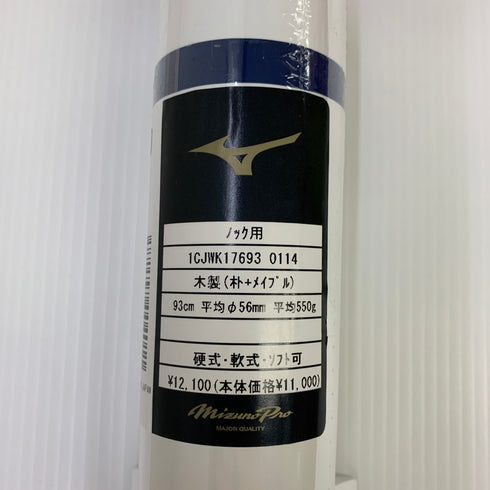 ノック用
1CJWK17693 0114
木製(朴+メイプル)
93cm 平均φ56mm 平均550g
硬式・軟式・ソフト可
¥12,100(本体価格¥11,000)
MizunoPro
MAJOR QUALITY